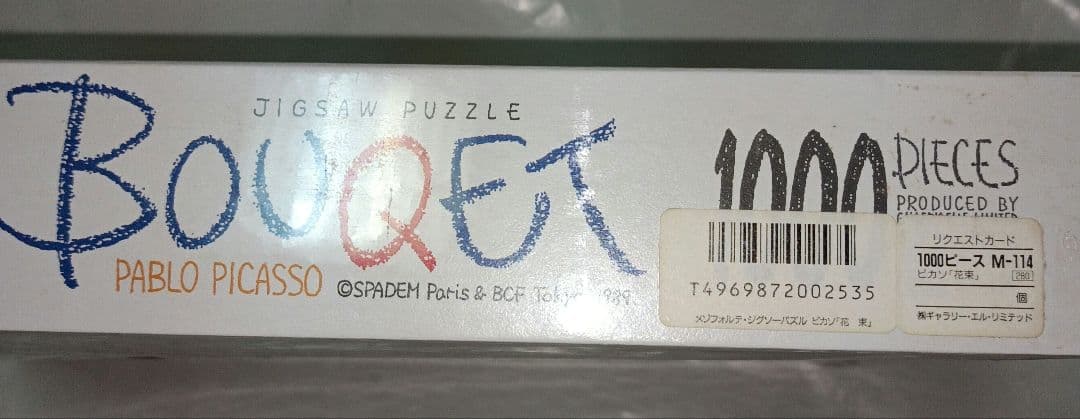 JIGSAW PUZZLE
BOUQET
PABLO PICASSO ©SPADEM Paris & BCF Tokyo 1989.
1000 PIECES
PRODUCED BY
T4969872002535
メゾフォルテ・ジグソーパズル ピカソ「花 束」
リクエストカード
1000ピース M-114
ピカソ「花束」 260
個
㈱ギャラリー・エル・リミテッド